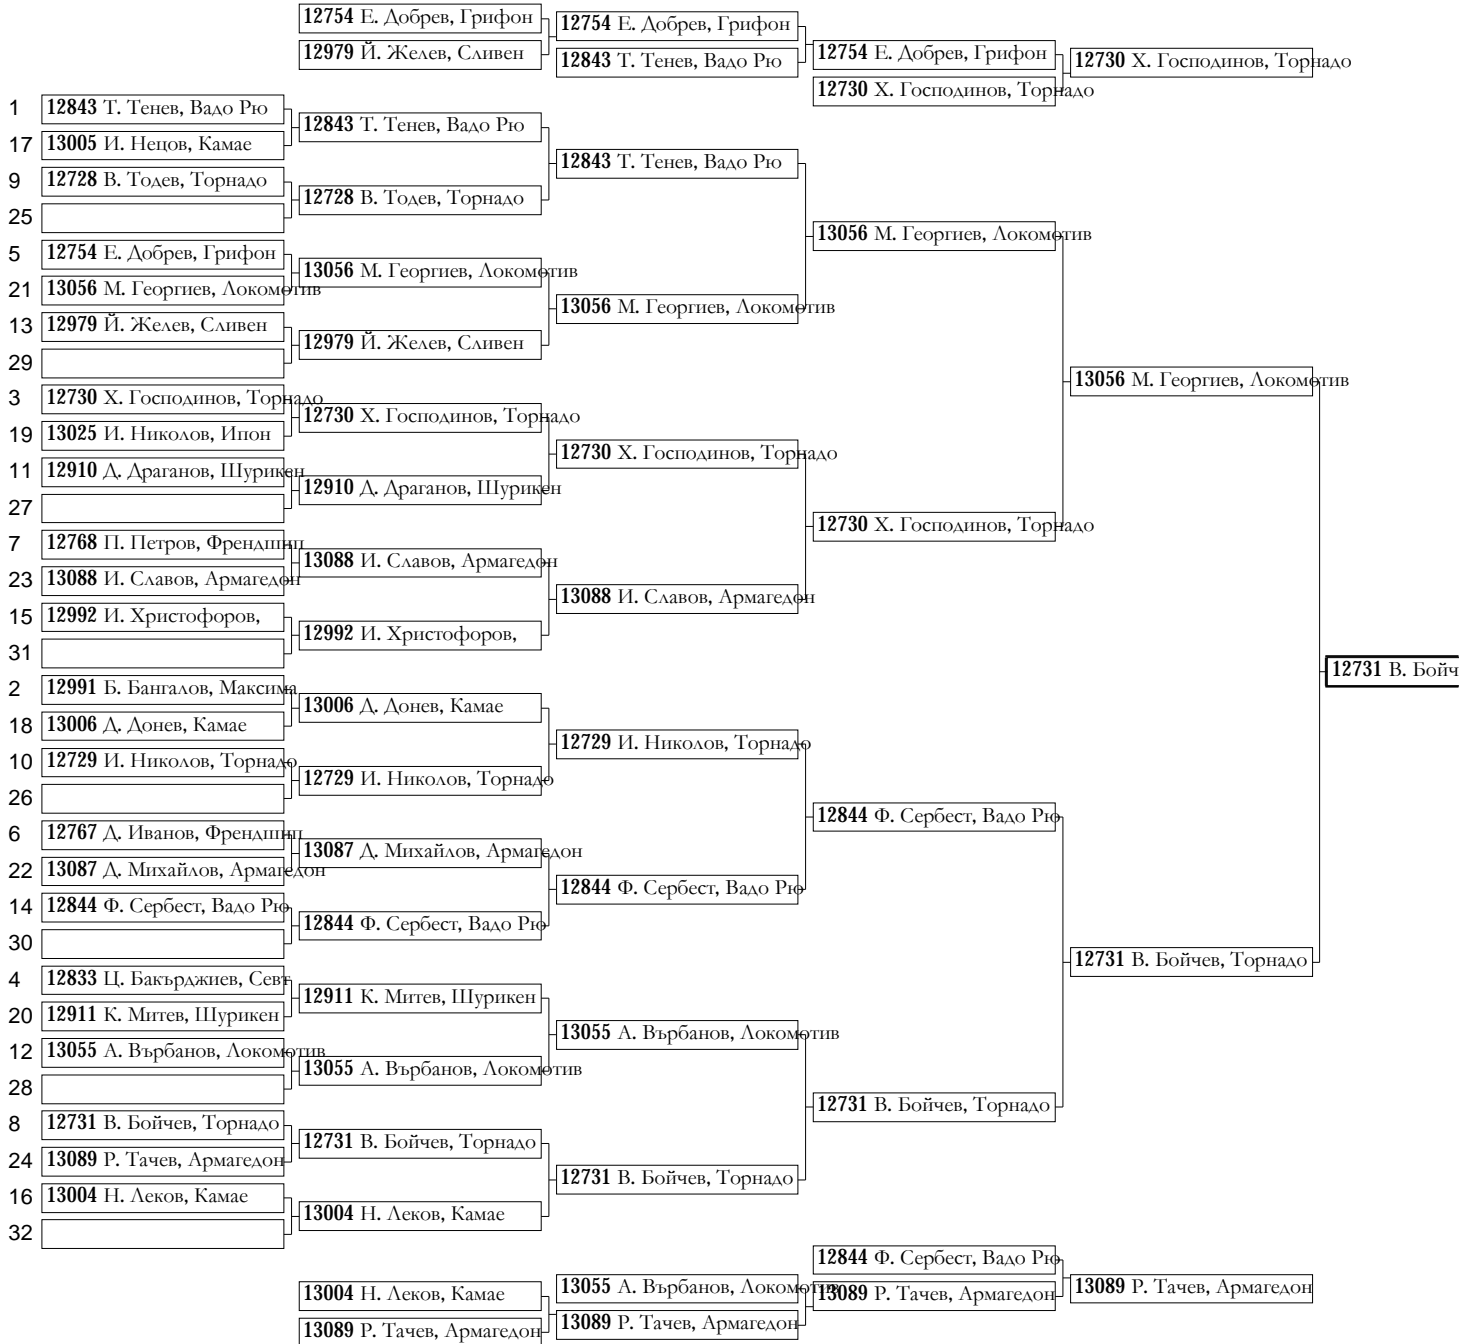 12754 Е. Добрев, Грифон
12979 Й. Желев, Сливен
12754 Е. Добрев, Грифон
12843 Т. Тенев, Вадо Рю
12754 Е. Добрев, Грифон
12730 Х. Господинов, Торнадо
12730 Х. Господинов, Торнадо
1 12843 Т. Тенев, Вадо Рю
17 13005 И. Нецов, Камае
9 12728 В. Тодев, Торнадо
25
5 12754 Е. Добрев, Грифон
21 13056 М. Георгиев, Локомотив
13 12979 Й. Желев, Сливен
29
3 12730 Х. Господинов, Торнадо
19 13025 И. Николов, Ипон
11 12910 Д. Драганов, Шурикен
27
7 12768 П. Петров, Френдшип
23 13088 И. Славов, Армагедон
15 12992 И. Христофоров,
31
2 12991 Б. Бангалов, Максима
18 13006 Д. Донев, Камае
10 12729 И. Николов, Торнадо
26
6 12767 Д. Иванов, Френдшип
22 13087 Д. Михайлов, Армагедон
14 12844 Ф. Сербест, Вадо Рю
30
4 12833 Ц. Бакърджиев, Севт
20 12911 К. Митев, Шурикен
12 13055 А. Върбанов, Локомотив
28
8 12731 В. Бойчев, Торнадо
24 13089 Р. Тачев, Армагедон
16 13004 Н. Леков, Камае
32
12843 Т. Тенев, Вадо Рю
12728 В. Тодев, Торнадо
13056 М. Георгиев, Локомотив
12979 Й. Желев, Сливен
12730 Х. Господинов, Торнадо
12910 Д. Драганов, Шурикен
13088 И. Славов, Армагедон
12992 И. Христофоров,
13006 Д. Донев, Камае
12729 И. Николов, Торнадо
13087 Д. Михайлов, Армагедон
12844 Ф. Сербест, Вадо Рю
12911 К. Митев, Шурикен
13055 А. Върбанов, Локомотив
12731 В. Бойчев, Торнадо
13004 Н. Леков, Камае
12843 Т. Тенев, Вадо Рю
13056 М. Георгиев, Локомотив
12730 Х. Господинов, Торнадо
13088 И. Славов, Армагедон
12729 И. Николов, Торнадо
12844 Ф. Сербест, Вадо Рю
13055 А. Върбанов, Локомотив
12731 В. Бойчев, Торнадо
13056 М. Георгиев, Локомотив
12730 Х. Господинов, Торнадо
12844 Ф. Сербест, Вадо Рю
12731 В. Бойчев, Торнадо
13056 М. Георгиев, Локомотив
12731 В. Бойчев, Торнадо
12731 В. Бойч
13004 Н. Леков, Камае
13089 Р. Тачев, Армагедон
13055 А. Върбанов, Локомотив
13089 Р. Тачев, Армагедон
12844 Ф. Сербест, Вадо Рю
13089 Р. Тачев, Армагедон
13089 Р. Тачев, Армагедон